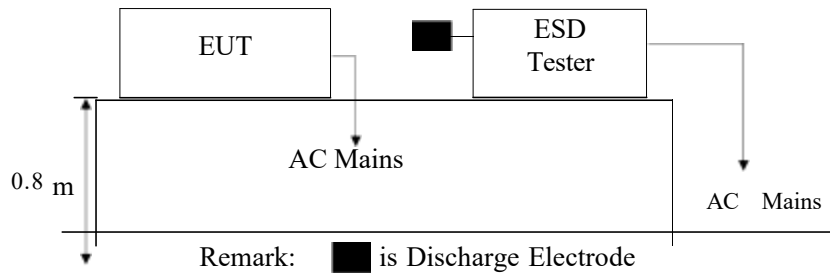 EUT
ESD
Tester
AC Mains
0.8 m
AC Mains
Remark: is Discharge Electrode